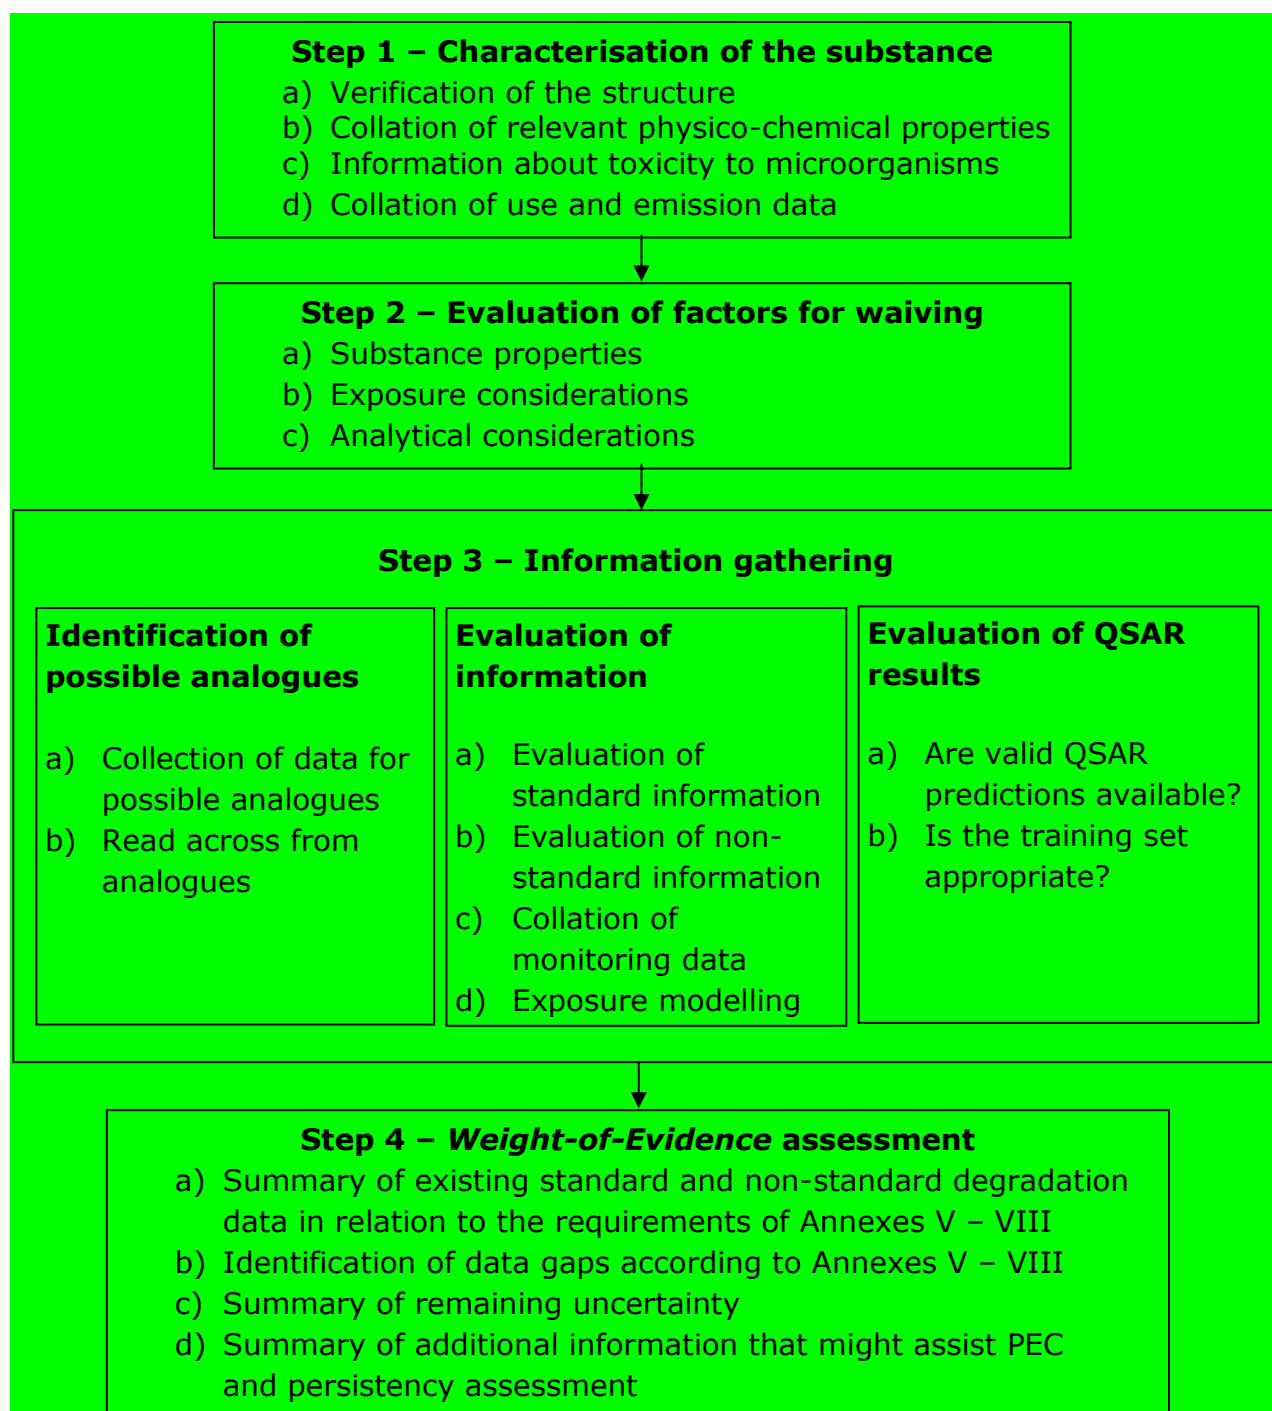 Step 1 – Characterisation of the substance
a) Verification of the structure
b) Collation of relevant physico-chemical properties
c) Information about toxicity to microorganisms
d) Collation of use and emission data
Step 2 – Evaluation of factors for waiving
a) Substance properties
b) Exposure considerations
c) Analytical considerations
Step 3 – Information gathering
Identification of
possible analogues
a) Collection of data for
possible analogues
b) Read across from
analogues
Evaluation of
information
a) Evaluation of
standard information
b) Evaluation of non-
standard information
c) Collation of
monitoring data
d) Exposure modelling
Evaluation of QSAR
results
a) Are valid QSAR
predictions available?
b) Is the training set
appropriate?
Step 4 – Weight-of-Evidence assessment
a) Summary of existing standard and non-standard degradation
data in relation to the requirements of Annexes V – VIII
b) Identification of data gaps according to Annexes V – VIII
c) Summary of remaining uncertainty
d) Summary of additional information that might assist PEC
and persistency assessment